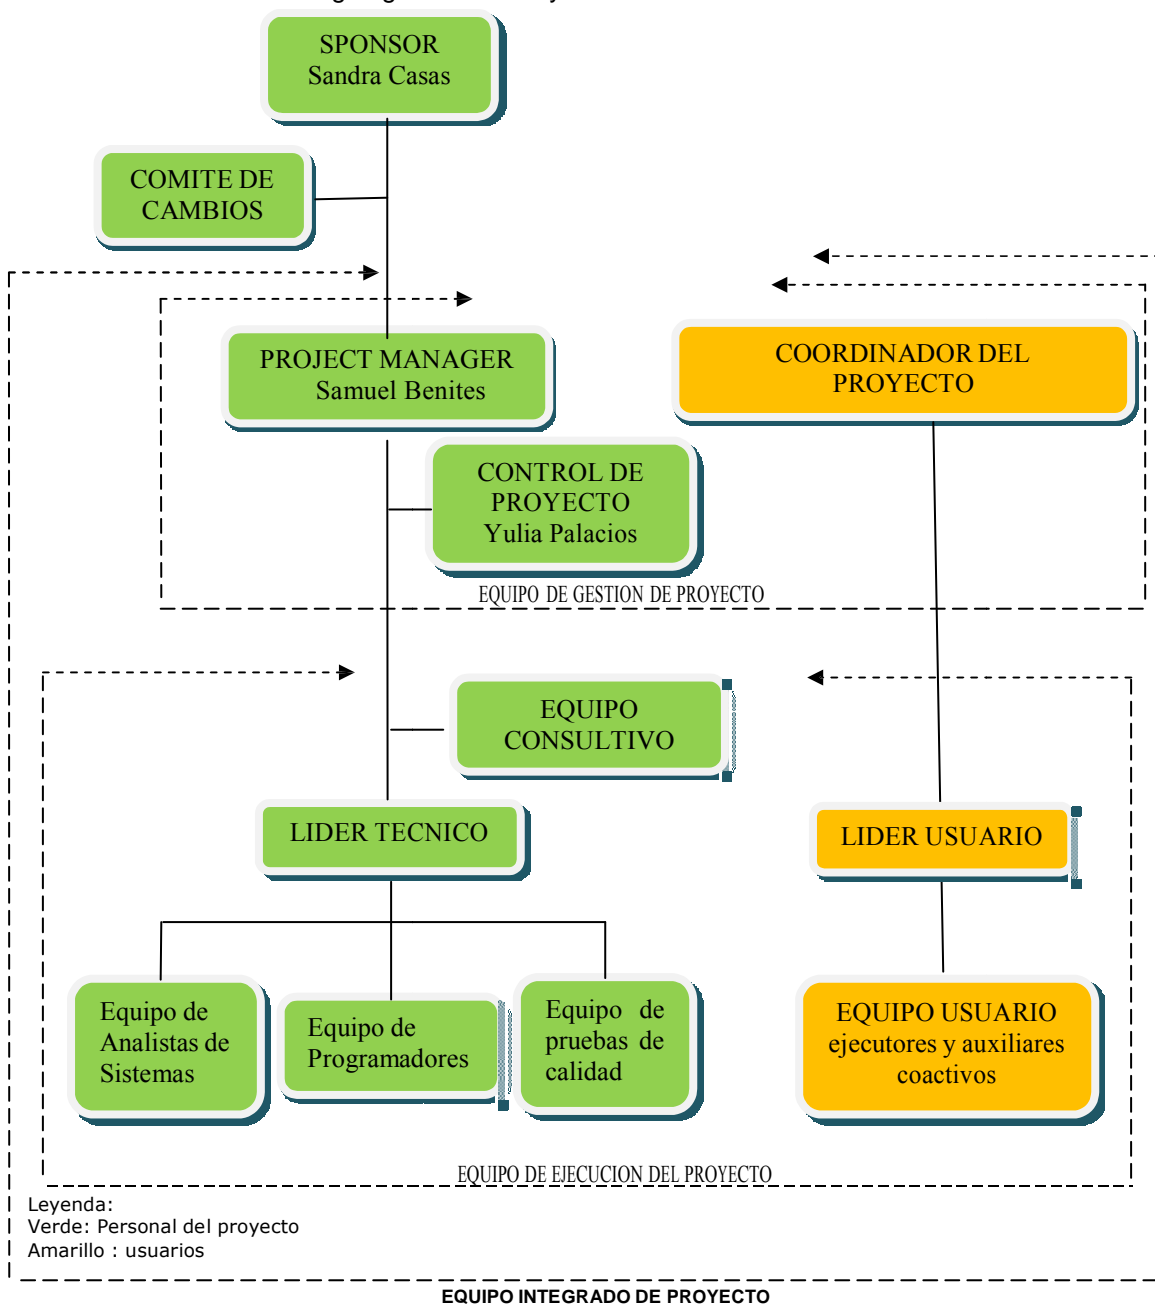 SPONSOR
Sandra Casas
COMITE DE
CAMBIOS
PROJECT MANAGER
Samuel Benites
COORDINADOR DEL
PROYECTO
CONTROL DE
PROYECTO
Yulia Palacios
EQUIPO DE GESTION DE PROYECTO
EQUIPO
CONSULTIVO
LIDER TECNICO
LIDER USUARIO
Equipo de
Analistas de
Sistemas
Equipo de
Programadores
Equipo de
pruebas de
calidad
EQUIPO USUARIO
ejecutores y auxiliares
coactivos
EQUIPO DE EJECUCION DEL PROYECTO
Leyenda:
Verde: Personal del proyecto
Amarillo : usuarios
EQUIPO INTEGRADO DE PROYECTO